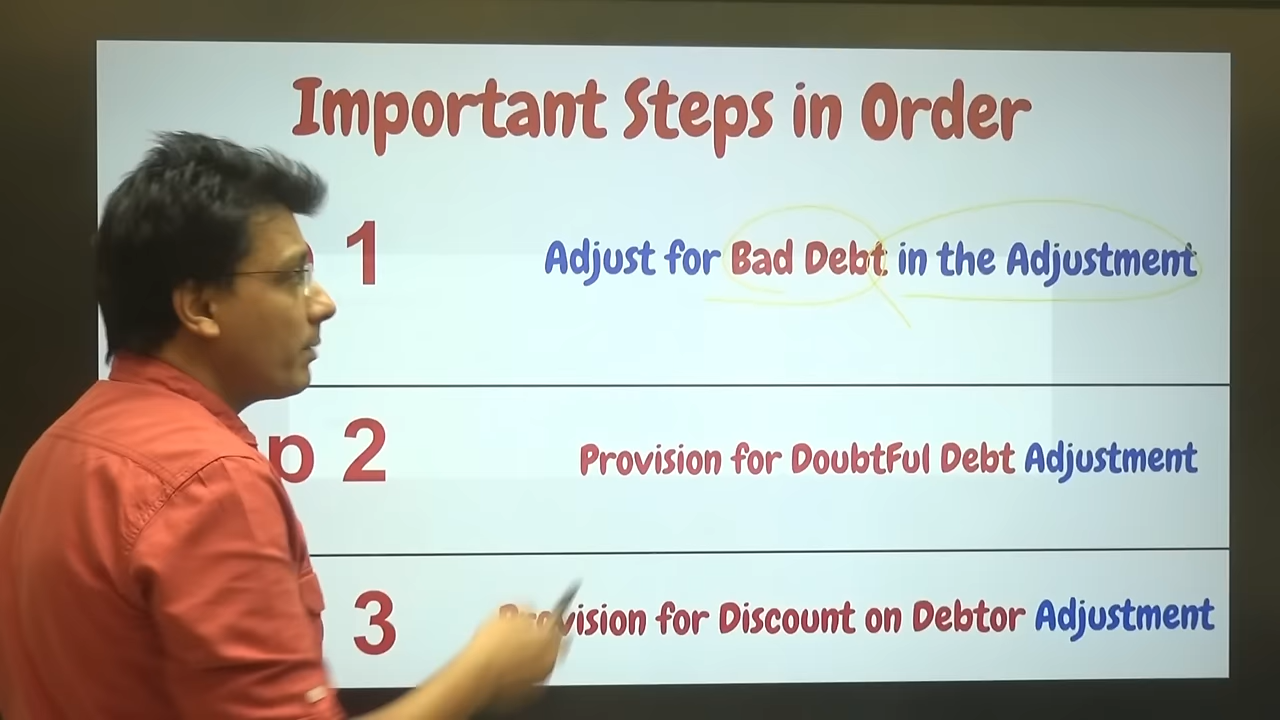 Important Steps in Order
1 Adjust for Bad Debt in the Adjustment
p 2 Provision for DoubtFul Debt Adjustment
3 Provision for Discount on Debtor Adjustment